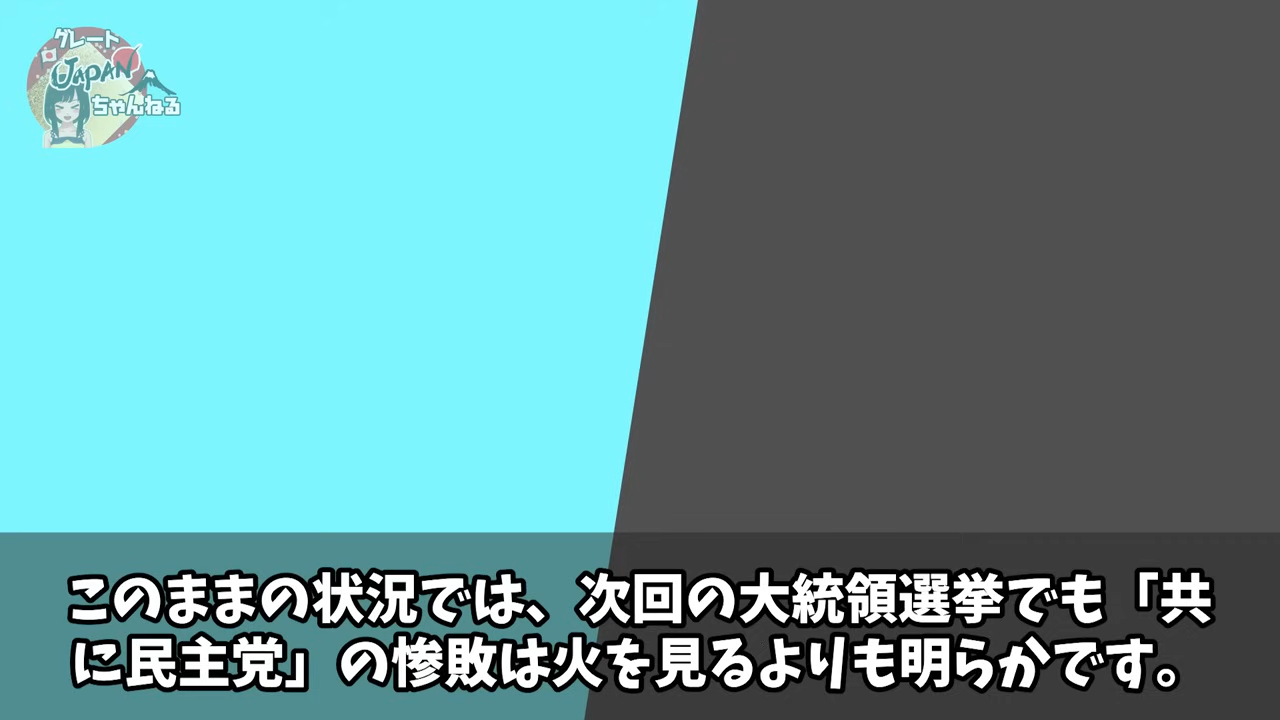 グレート
JAPAN
ちゃんねる
このままの状況では、次回の大統領選挙でも「共
に民主党」の惨敗は火を見るよりも明らかです。